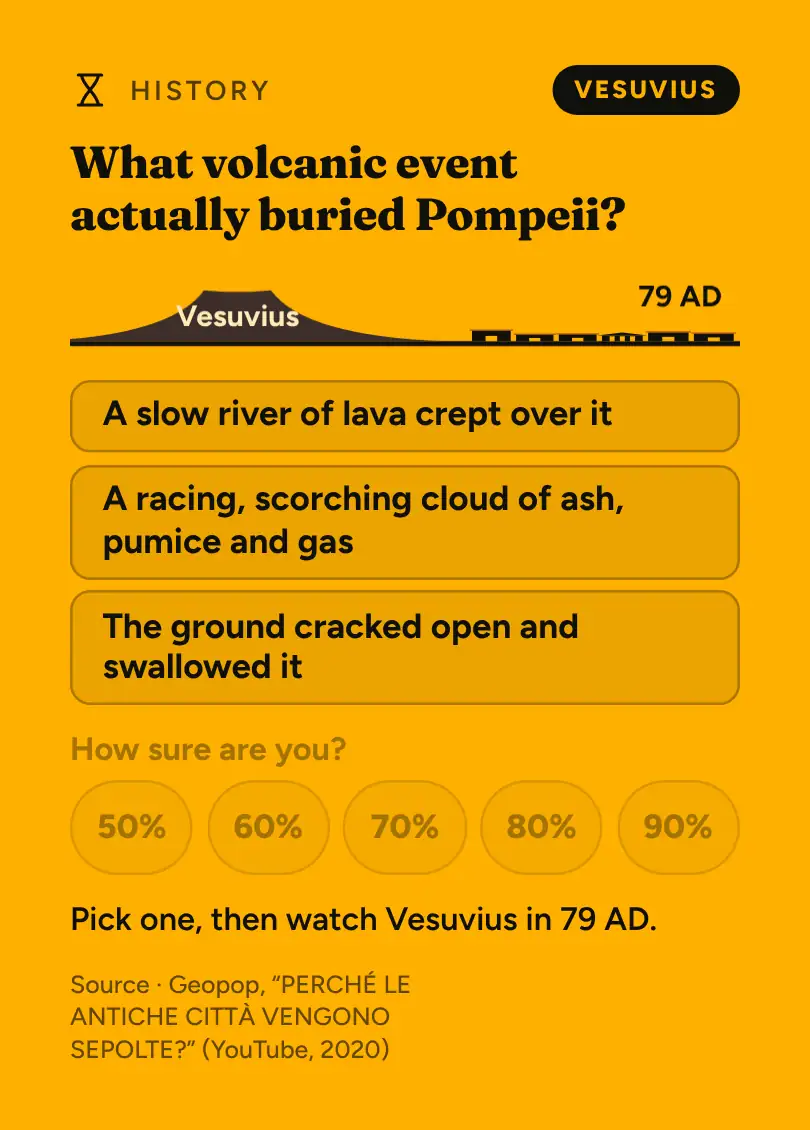 HISTORY
VESUVIUS
What volcanic event
actually buried Pompeii?
79 AD
Vesuvius
A slow river of lava crept over it
A racing, scorching cloud of ash,
pumice and gas
The ground cracked open and
swallowed it
How sure are you?
50% 60% 70% 80% 90%
Pick one, then watch Vesuvius in 79 AD.
Source · Geopop, “PERCHÉ LE
ANTICHE CITTÀ VENGONO
SEPOLTE?” (YouTube, 2020)